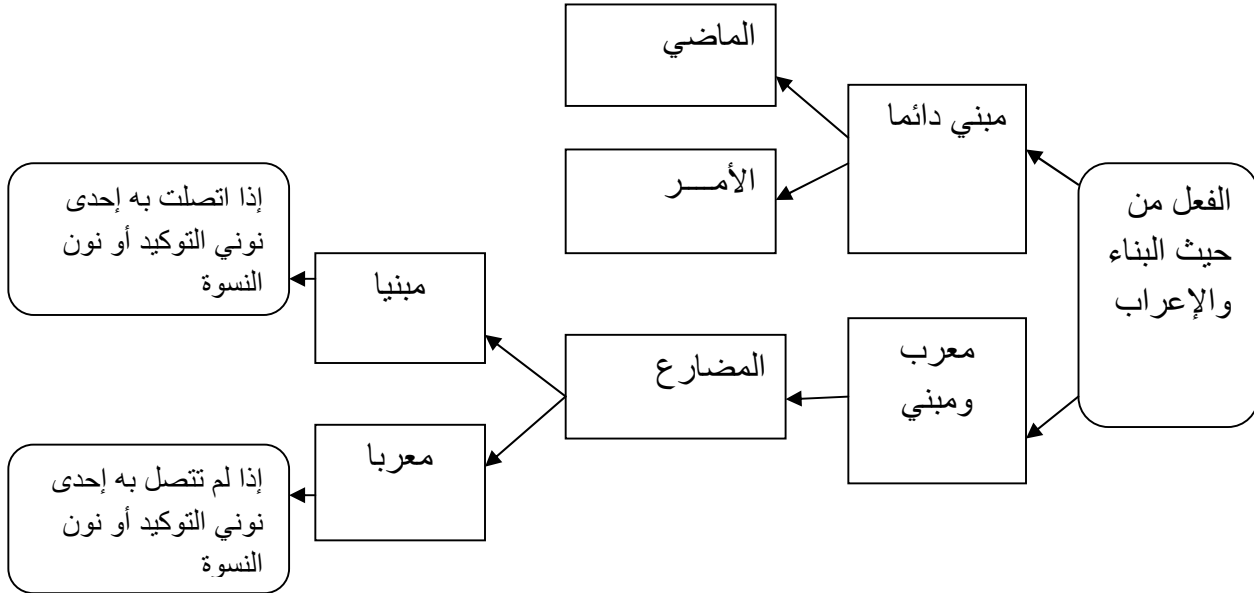 الفعل من
حيث البناء
والإعراب
مبني دائما
الماضي
الأمـــر
معرب
ومبني
المضارع
مبنيا
إذا اتصلت به إحدى
نوني التوكيد أو نون
النسوة
معربا
إذا لم تتصل به إحدى
نوني التوكيد أو نون
النسوة